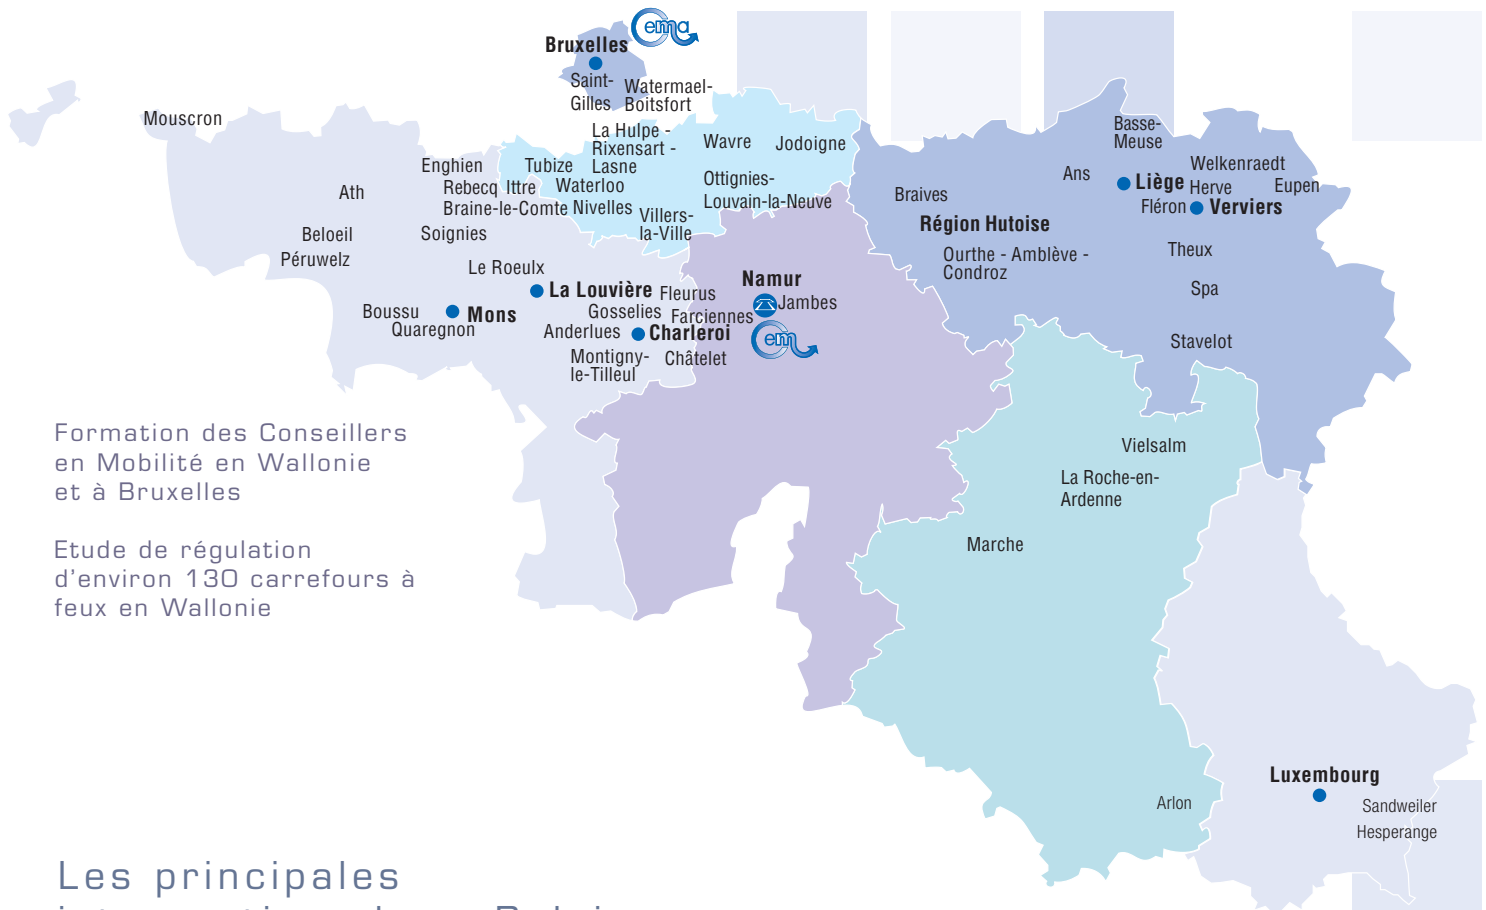 cema
Bruxelles
Saint-
Gilles
Watermael-
Boitsfort
Mouscron
La Hulpe -
Rixensart -
Lasne
Wavre
Jodoigne
Enghien
Tubize
Rebecq Ittre
Waterloo
Braine-le-Comte Nivelles
Ottignies-
Louvain-la-Neuve
Villers-
la-Ville
Ath
Beloeil
Péruwelz
Soignies
Le Roeulx
La Louvière
Fleurus
Boussu
Mons
Quaregnon
Gosselies
Farciennes
Anderlues
Charleroi
Montigny-
le-Tilleul
Châtelet
Namur
Jambes
cem
Basse-
Meuse
Ans
Welkenraedt
Liège
Herve
Eupen
Fléron
Verviers
Braives
Région Hutoise
Ourthe - Amblève -
Condroz
Theux
Spa
Stavelot
Vielsalm
La Roche-en-
Ardenne
Marche
Arlon
Luxembourg
Sandweiler
Hesperange
Formation des Conseillers
en Mobilité en Wallonie
et à Bruxelles
Etude de régulation
d'environ 130 carrefours à
feux en Wallonie
Les principales